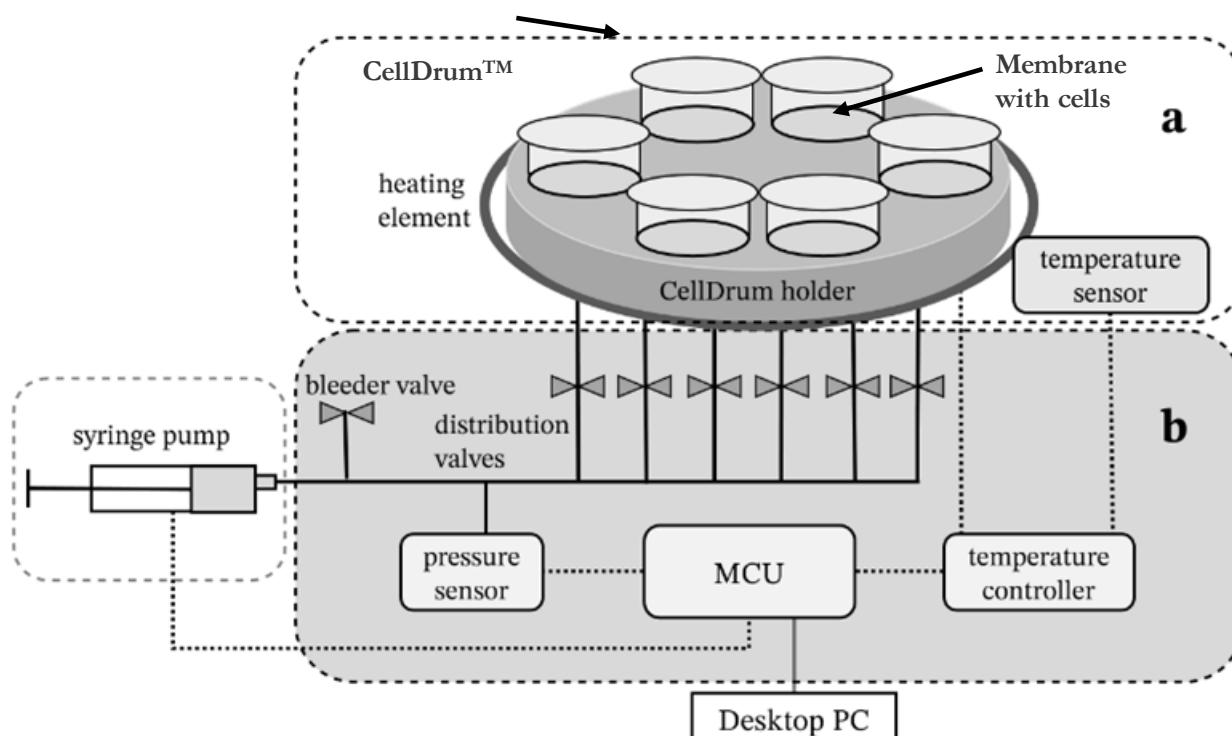 CellDrum™
Membrane
with cells
a
heating
element
temperature
sensor
CellDrum holder
bleeder valve
b
syringe pump
distribution
valves
pressure
sensor
MCU
temperature
controller
Desktop PC